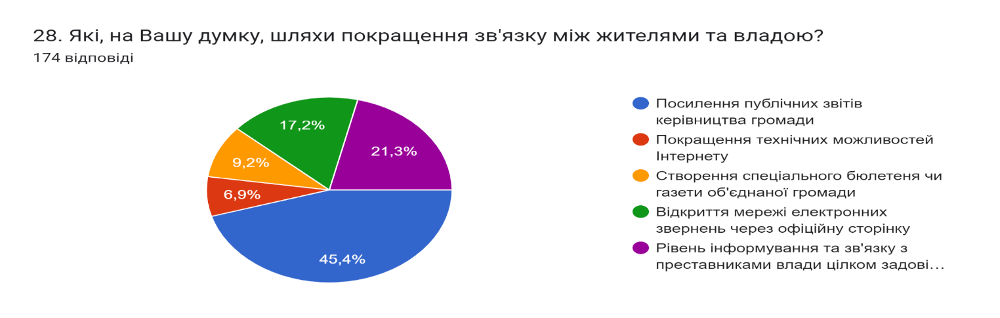 28. Які, на Вашу думку, шляхи покращення зв'язку між жителями та владою?
174 відповіді
17,2%
21,3%
9,2%
6,9%
45,4%
Посилення публічних звітів
керівництва громади
Покращення технічних можливостей
Інтернету
Створення спеціального бюлетеня чи
газети об'єднаної громади
Відкриття мережі електронних
звернень через офіційну сторінку
Рівень інформування та зв'язку з
преставниками влади цілком задові…